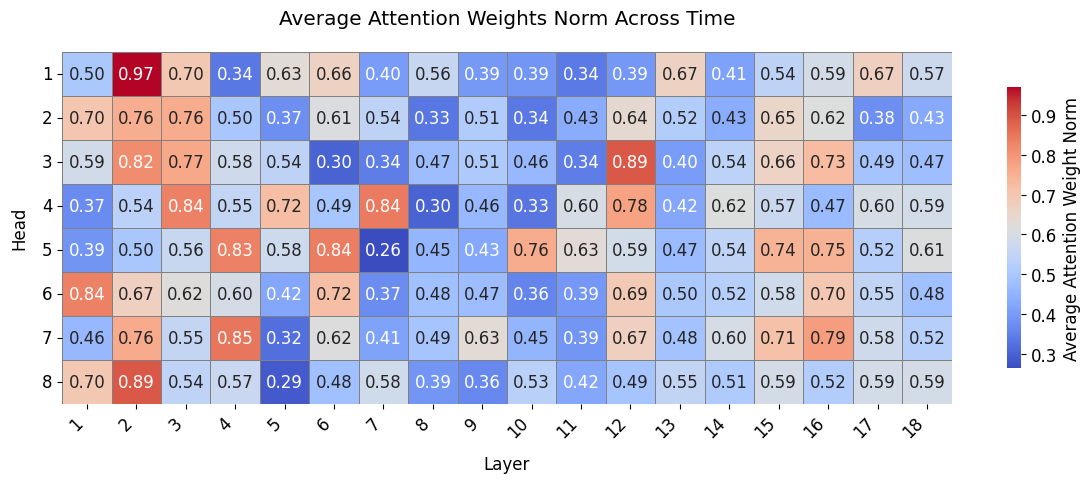 Average Attention Weights Norm Across Time
1 0.50 0.97 0.70 0.34 0.63 0.66 0.40 0.56 0.39 0.39 0.34 0.39 0.67 0.41 0.54 0.59 0.67 0.57
2 0.70 0.76 0.76 0.50 0.37 0.61 0.54 0.33 0.51 0.34 0.43 0.64 0.52 0.43 0.65 0.62 0.38 0.43
3 0.59 0.82 0.77 0.58 0.54 0.30 0.34 0.47 0.51 0.46 0.34 0.89 0.40 0.54 0.66 0.73 0.49 0.47
4 0.37 0.54 0.84 0.55 0.72 0.49 0.84 0.30 0.46 0.33 0.60 0.78 0.42 0.62 0.57 0.47 0.60 0.59
5 0.39 0.50 0.56 0.83 0.58 0.84 0.26 0.45 0.43 0.76 0.63 0.59 0.47 0.54 0.74 0.75 0.52 0.61
6 0.84 0.67 0.62 0.60 0.42 0.72 0.37 0.48 0.47 0.36 0.39 0.69 0.50 0.52 0.58 0.70 0.55 0.48
7 0.46 0.76 0.55 0.85 0.32 0.62 0.41 0.49 0.63 0.45 0.39 0.67 0.48 0.60 0.71 0.79 0.58 0.52
8 0.70 0.89 0.54 0.57 0.29 0.48 0.58 0.39 0.36 0.53 0.42 0.49 0.55 0.51 0.59 0.52 0.59 0.59
1 2 3 4 5 6 7 8 9 10 11 12 13 14 15 16 17 18
Layer
Head
0.9
0.8
0.7
0.6
0.5
0.4
0.3
Average Attention Weight Norm